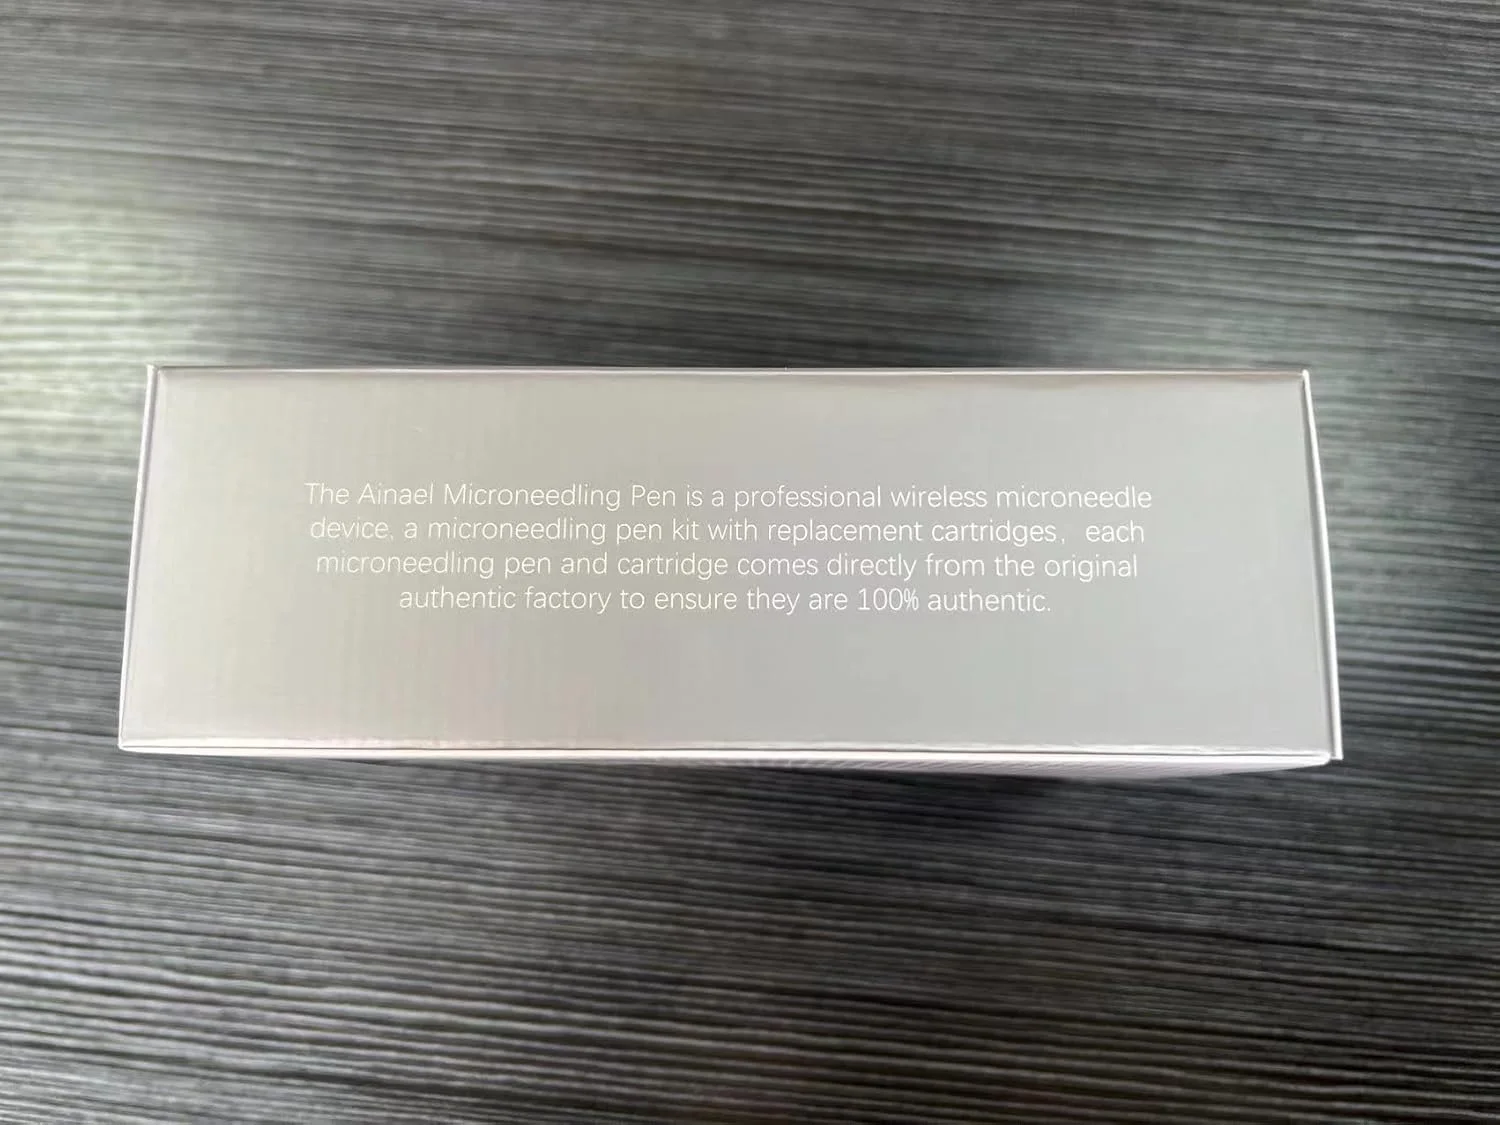 The Ainael Microneedling Pen is a professional wireless microneedle
device, a microneedling pen kit with replacement cartridges, each
microneedling pen and cartridge comes directly from the original
authentic factory to ensure they are 100% authentic.